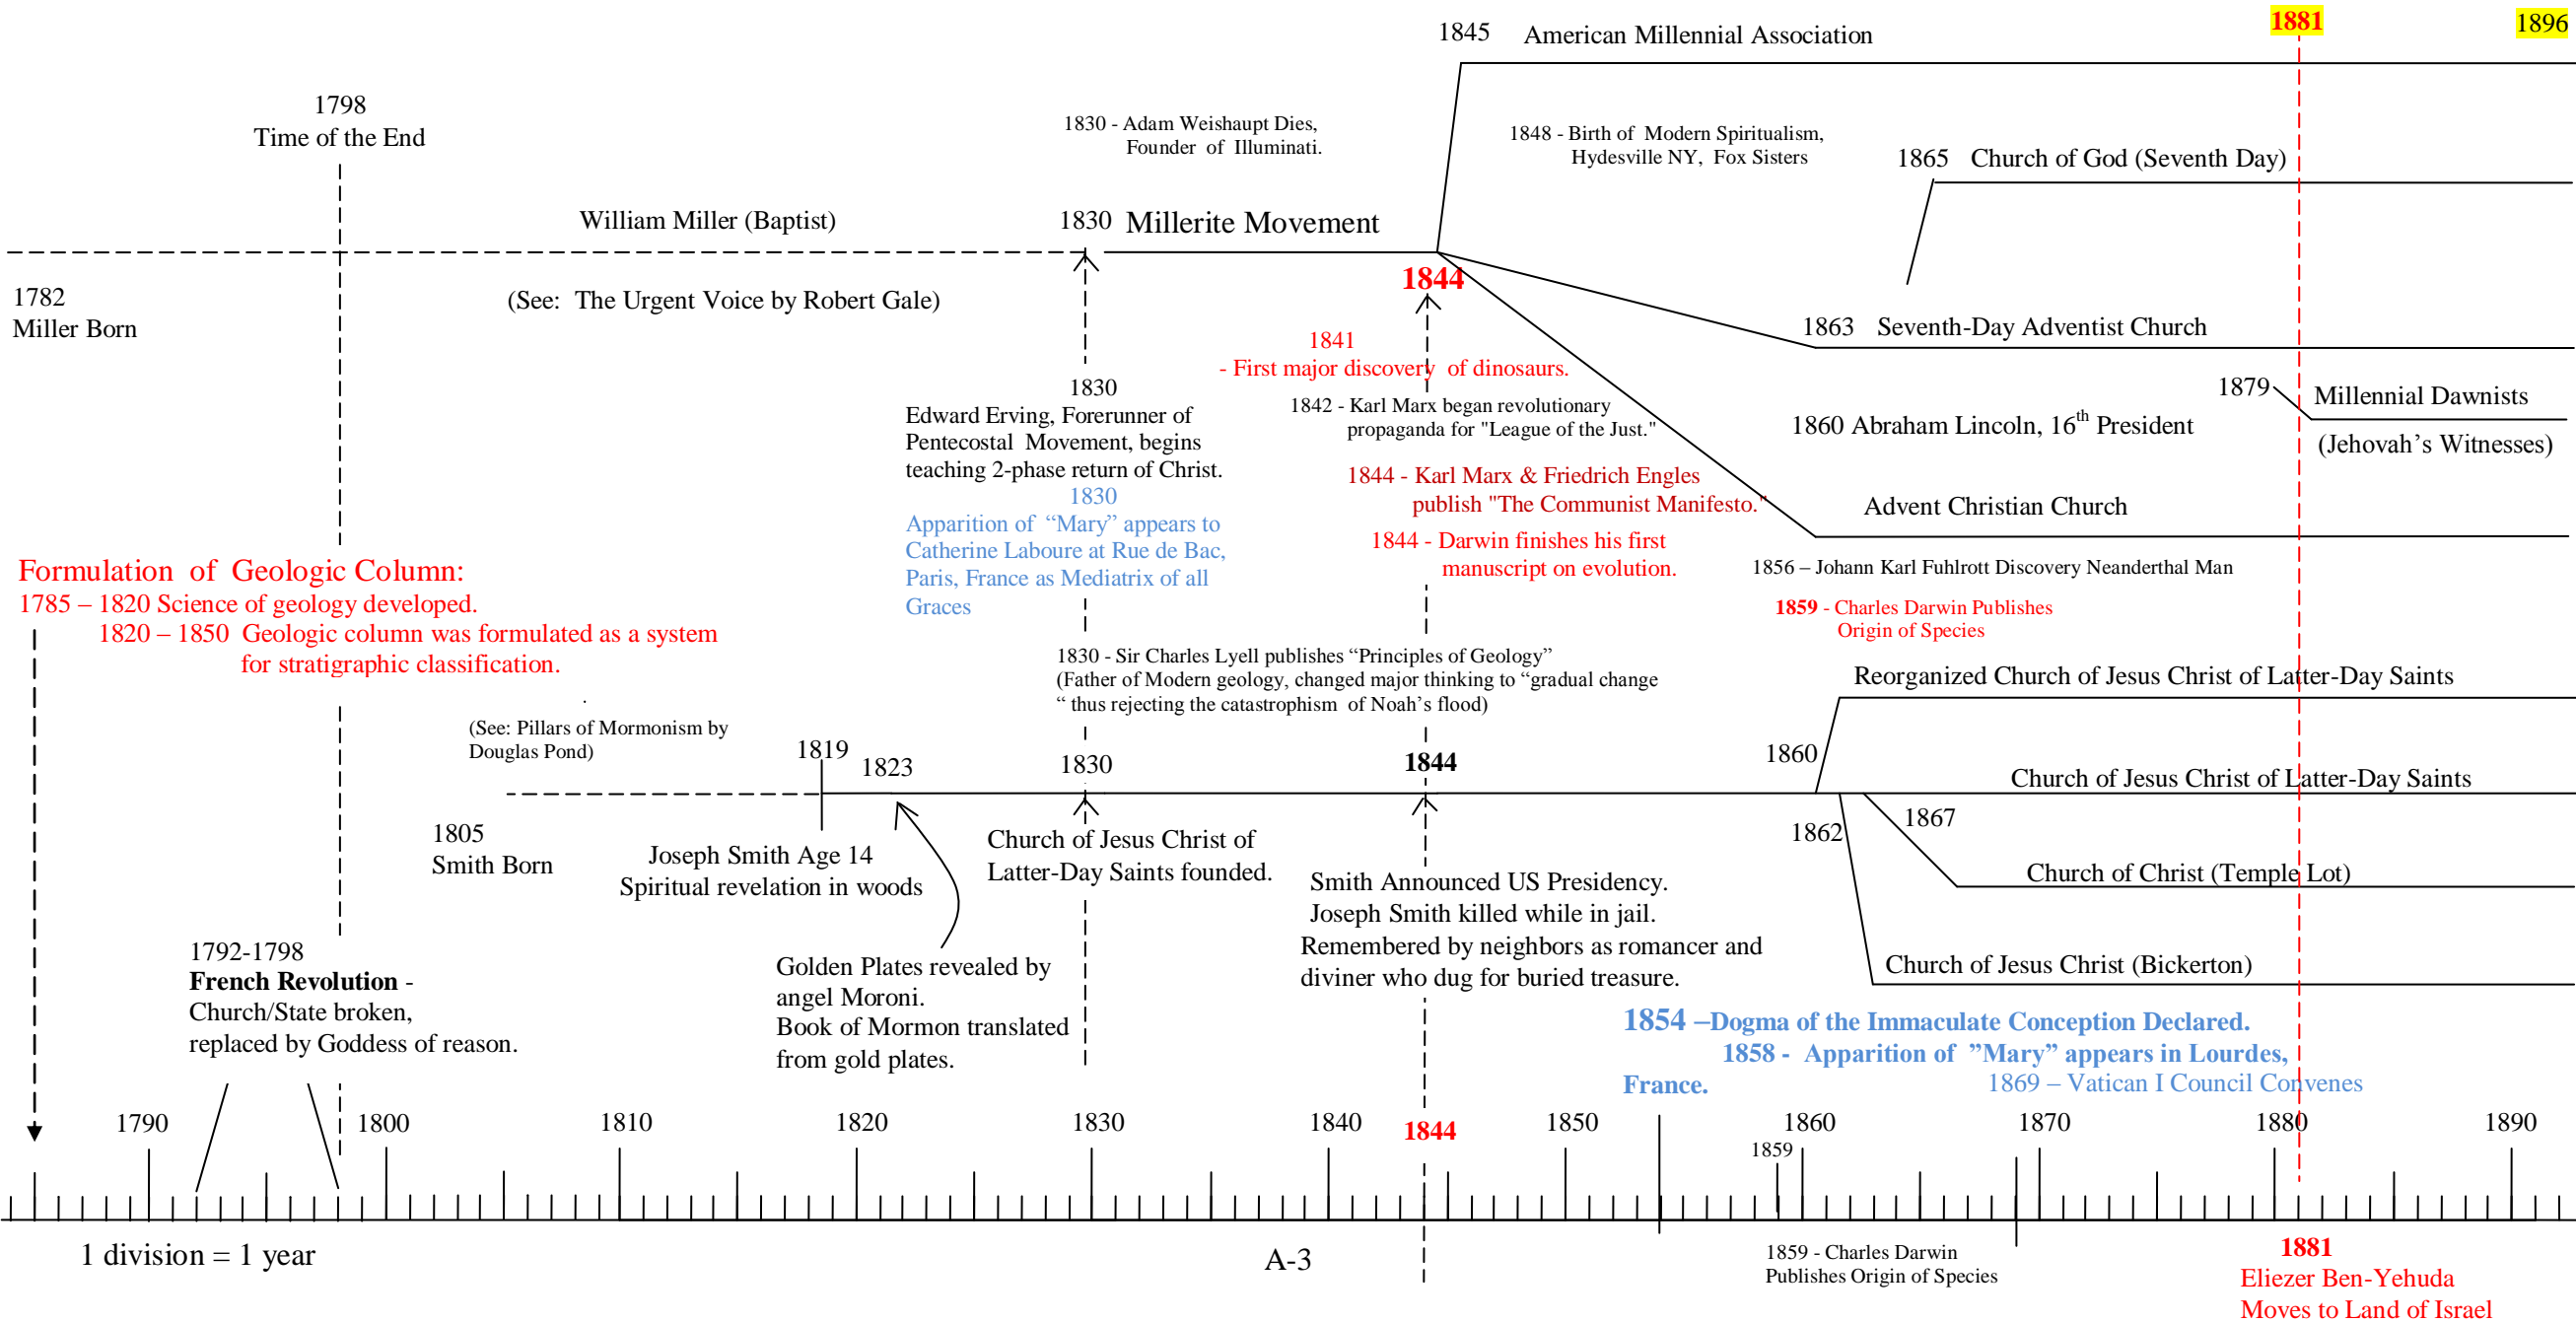 1881
1896
1845 American Millennial Association
1798
Time of the End
1830 - Adam Weishaupt Dies,
Founder of Illuminati.
1848 - Birth of Modern Spiritualism,
Hydesville NY, Fox Sisters
1865 Church of God (Seventh Day)
William Miller (Baptist)
1830 Millerite Movement
1844
1782
Miller Born
(See: The Urgent Voice by Robert Gale)
1863 Seventh-Day Adventist Church
1841
- First major discovery of dinosaurs.
1830
Edward Erving, Forerunner of
Pentecostal Movement, begins
teaching 2-phase return of Christ.
1830
Apparition of “Mary” appears to
Catherine Laboure at Rue de Bac,
Paris, France as Mediatrix of all
Graces
1842 - Karl Marx began revolutionary
propaganda for "League of the Just."
1860 Abraham Lincoln, 16th President
1879 Millennial Dawnists
(Jehovah’s Witnesses)
1844 - Karl Marx & Friedrich Engles
publish "The Communist Manifesto."
Advent Christian Church
1844 - Darwin finishes his first
manuscript on evolution.
1856 – Johann Karl Fuhlrott Discovery Neanderthal Man
1859 - Charles Darwin Publishes
Origin of Species
Formulation of Geologic Column:
1785 – 1820 Science of geology developed.
1820 – 1850 Geologic column was formulated as a system
for stratigraphic classification.
1830 - Sir Charles Lyell publishes “Principles of Geology”
(Father of Modern geology, changed major thinking to “gradual change
“ thus rejecting the catastrophism of Noah’s flood)
Reorganized Church of Jesus Christ of Latter-Day Saints
.
(See: Pillars of Mormonism by
Douglas Pond)
1819
1823
1830
1844
1860
Church of Jesus Christ of Latter-Day Saints
1805
Smith Born
Joseph Smith Age 14
Spiritual revelation in woods
Church of Jesus Christ of
Latter-Day Saints founded.
1862
1867
Church of Christ (Temple Lot)
Smith Announced US Presidency.
Joseph Smith killed while in jail.
Remembered by neighbors as romancer and
diviner who dug for buried treasure.
1792-1798
French Revolution -
Church/State broken,
replaced by Goddess of reason.
Golden Plates revealed by
angel Moroni.
Book of Mormon translated
from gold plates.
Church of Jesus Christ (Bickerton)
1854 –Dogma of the Immaculate Conception Declared.
1858 - Apparition of ”Mary” appears in Lourdes,
France.
1869 – Vatican I Council Convenes
1790 1800 1810 1820 1830 1840 1844 1850 1860 1870 1880 1890
1859
1 division = 1 year
A-3
1859 - Charles Darwin
Publishes Origin of Species
1881
Eliezer Ben-Yehuda
Moves to Land of Israel